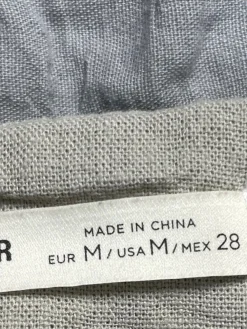 MADE IN CHINA
R EUR M / USA M / MEX 28